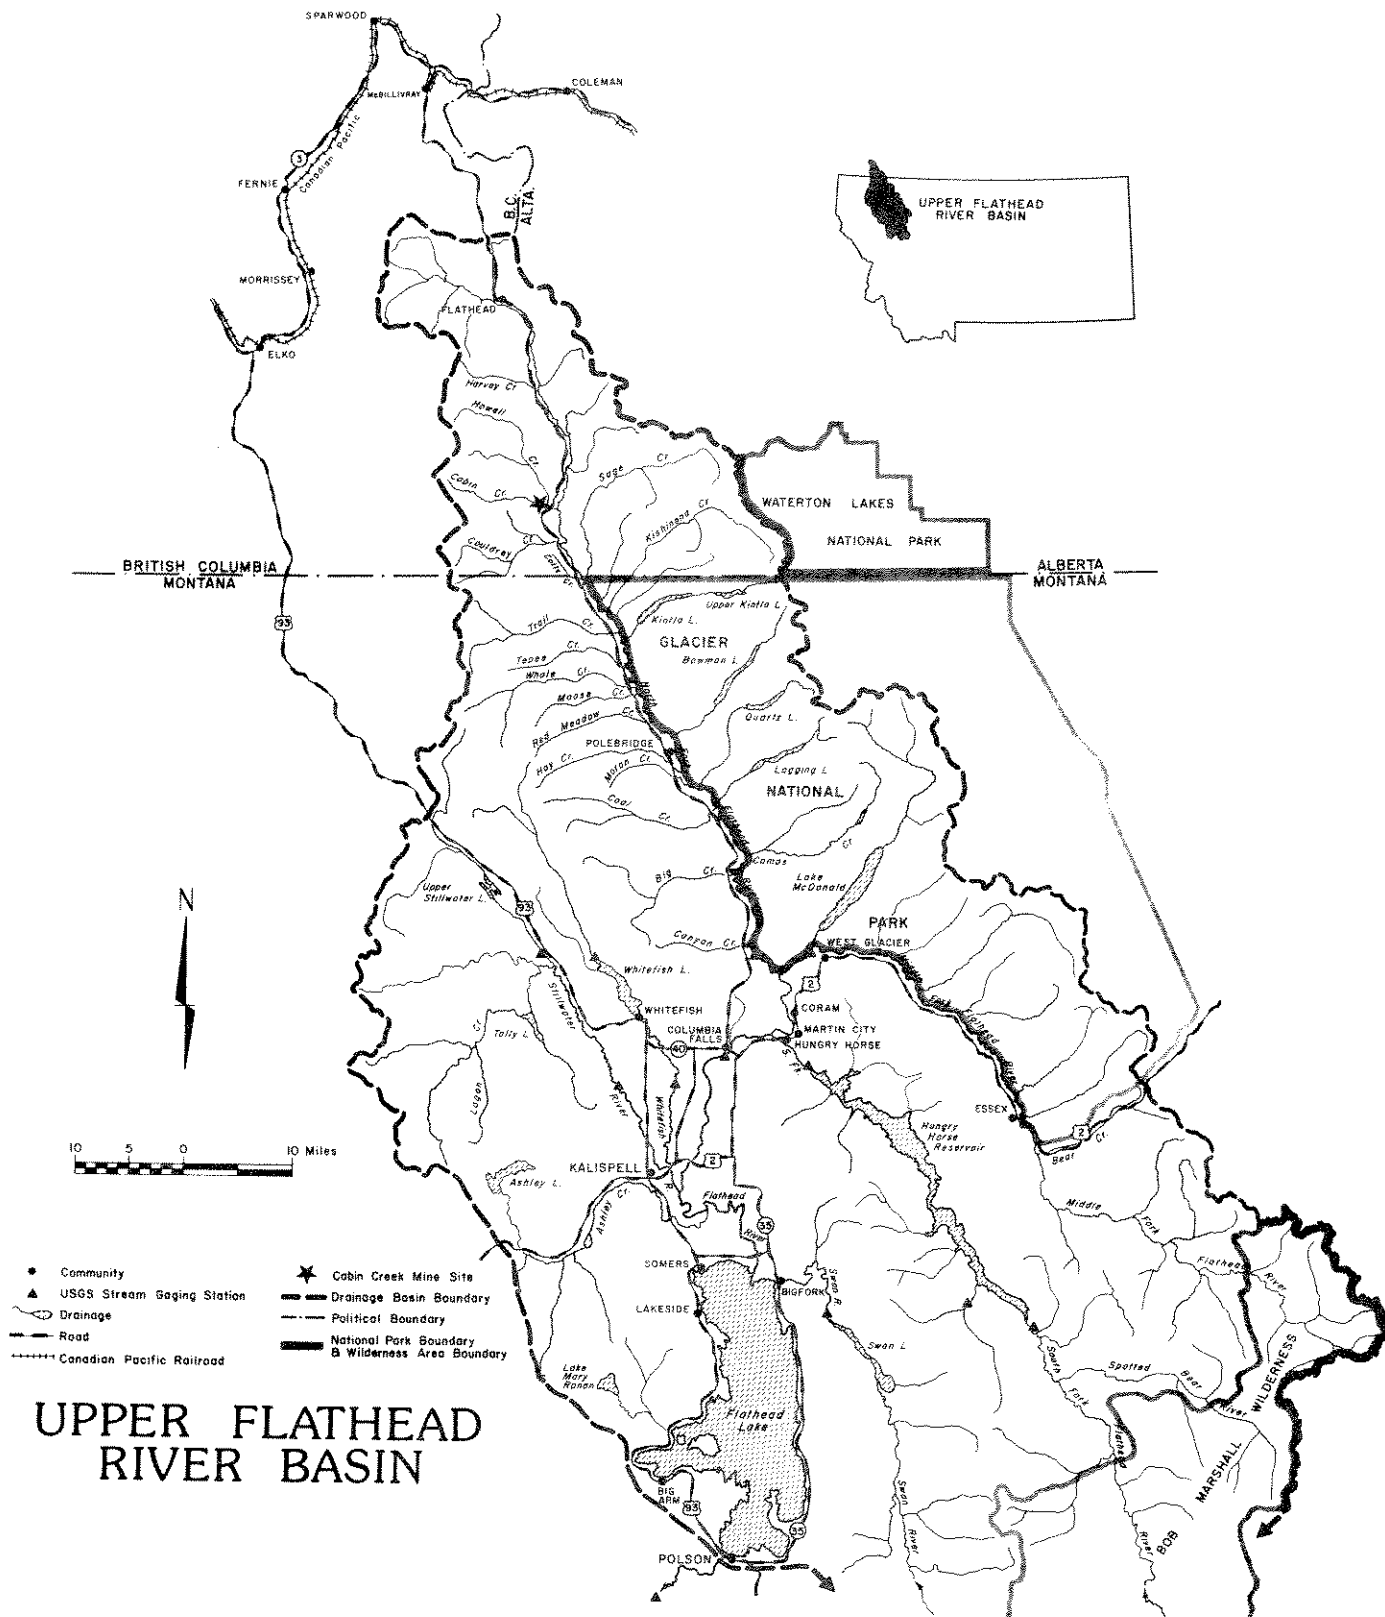 SPARWOOD
McGILLIVRAY
COLEMAN
3
Canadian Pacific
FERNIE
B.C.
ALTA.
UPPER FLATHEAD
RIVER BASIN
MORRISSEY
FLATHEAD
ELKO
Harvey Cr.
Howell
Cr.
Sage Cr.
Cabin Cr.
WATERTON LAKES
NATIONAL PARK
Kishinena Cr.
Couldrey Cr.
BRITISH COLUMBIA
MONTANA
ALBERTA
MONTANA
Upper Kintla L.
93
Trail Cr.
Kintla L.
GLACIER
Tepee Cr.
Bowman L.
Whale Cr.
Moose Cr.
North
Red Meadow Cr.
Quartz L.
POLEBRIDGE
Hay Cr.
Moran Cr.
Logging L.
NATIONAL
Coal Cr.
Camas Cr.
Big Cr.
Lake
McDonald
Upper
Stillwater L.
93
N
PARK
Canyon Cr.
WEST GLACIER
Whitefish L.
2
Stillwater
WHITEFISH
CORAM
COLUMBIA
FALLS
MARTIN CITY
HUNGRY HORSE
Tally L.
40
S. Fk.
Flathead River
Logan
River
Whitefish
R.
ESSEX
2
Bear Cr.
Hungry
Horse
Reservoir
10 5 0 10 Miles
KALISPELL
2
Ashley L.
Ashley Cr.
Flathead
River
35
Middle Fork
Flathead River
SOMERS
Swan R.
BIGFORK
LAKESIDE
Swan L.
South Fork
Flathead
River
Spotted Bear River
Lake
Mary
Ronan
Flathead
Lake
BIG
ARM
93
35
Swan River
POLSON
BOB MARSHALL WILDERNESS
Community
USGS Stream Gaging Station
Drainage
Road
Canadian Pacific Railroad
Cabin Creek Mine Site
Drainage Basin Boundary
Political Boundary
National Park Boundary
& Wilderness Area Boundary
UPPER FLATHEAD
RIVER BASIN